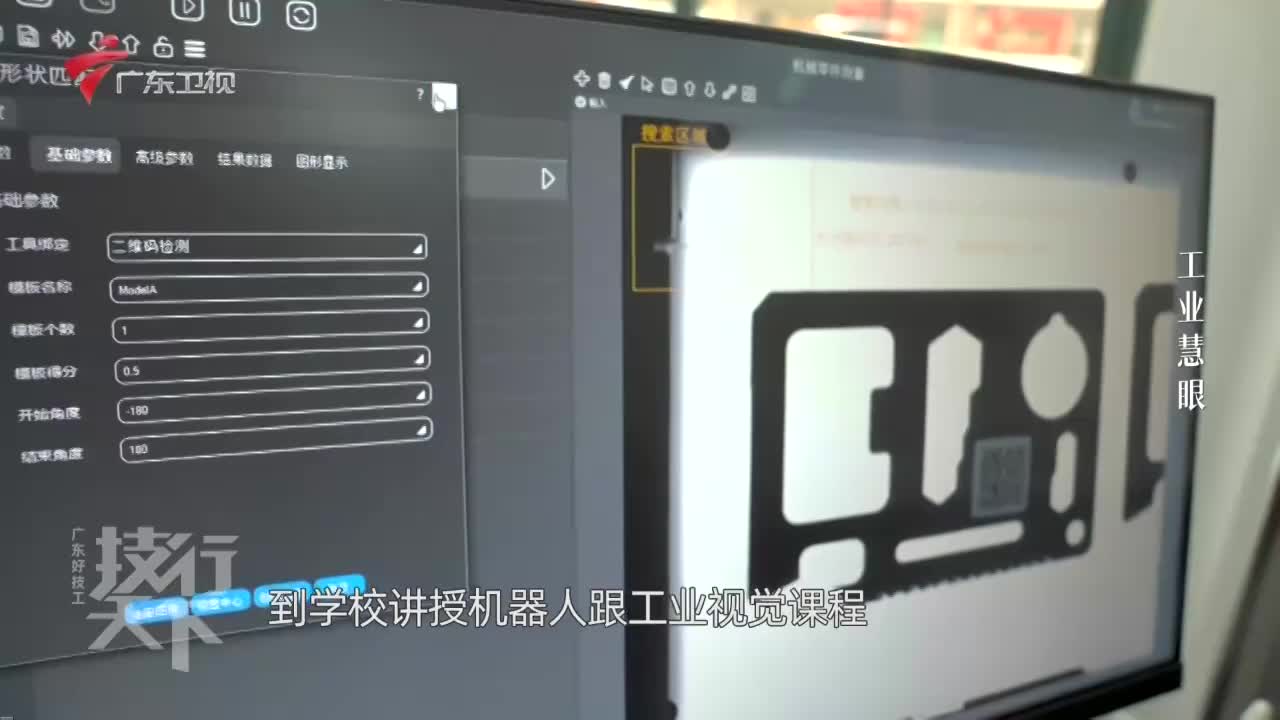 形状匹
广东卫视
?
基础参数
高级参数
结果数据
图形显示
础参数
工具绑定
二维码检测
模板名称
ModelA
模板个数
1
模板得分
0.5
开始角度
-180
结束角度
180
输入
搜索区域
工业慧眼
广东好技工
技行天下
到学校讲授机器人跟工业视觉课程